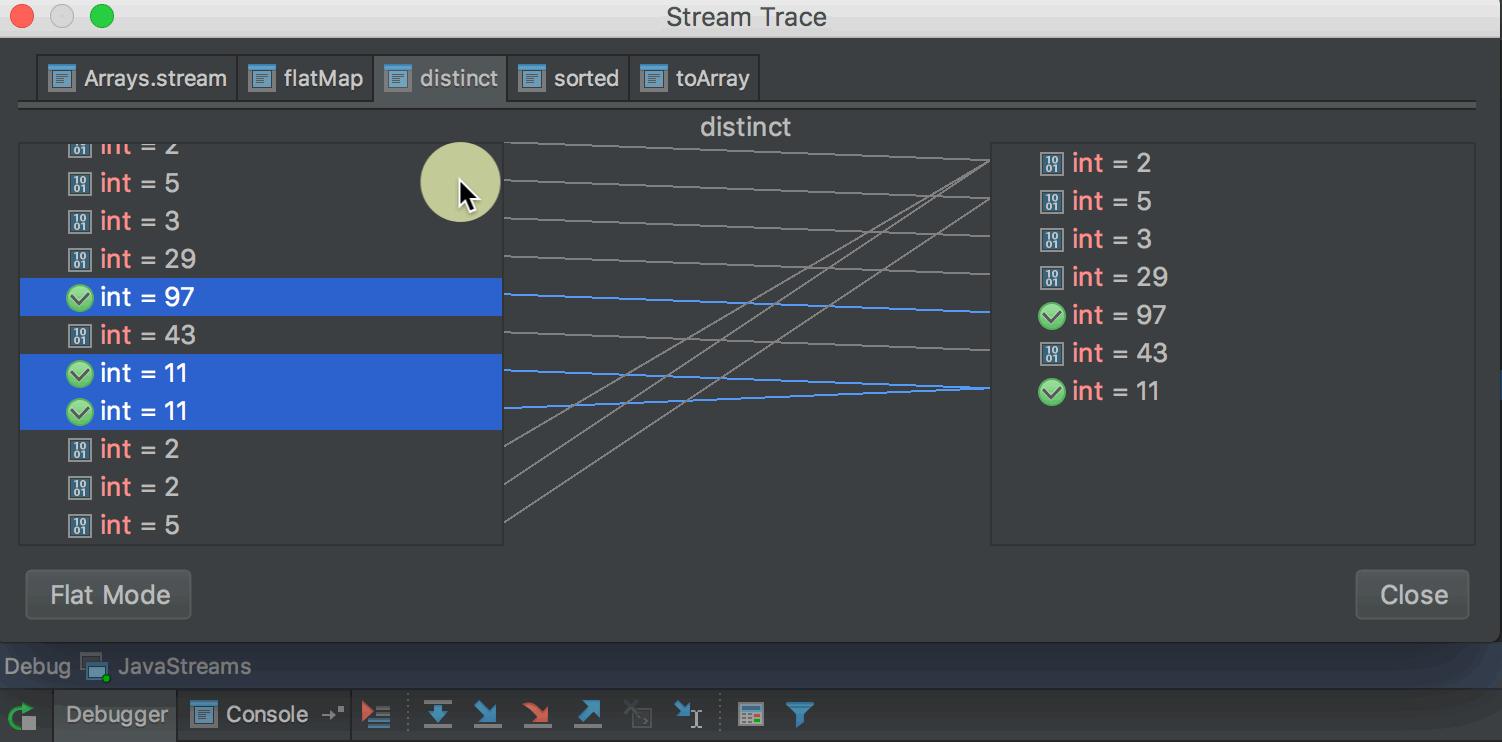 Stream Trace
Arrays.stream flatMap distinct sorted toArray
distinct
int = 2
int = 5
int = 3
int = 29
int = 97
int = 43
int = 11
int = 11
int = 2
int = 2
int = 5
int = 2
int = 5
int = 3
int = 29
int = 97
int = 43
int = 11
Flat Mode
Close
Debug JavaStreams
Debugger Console